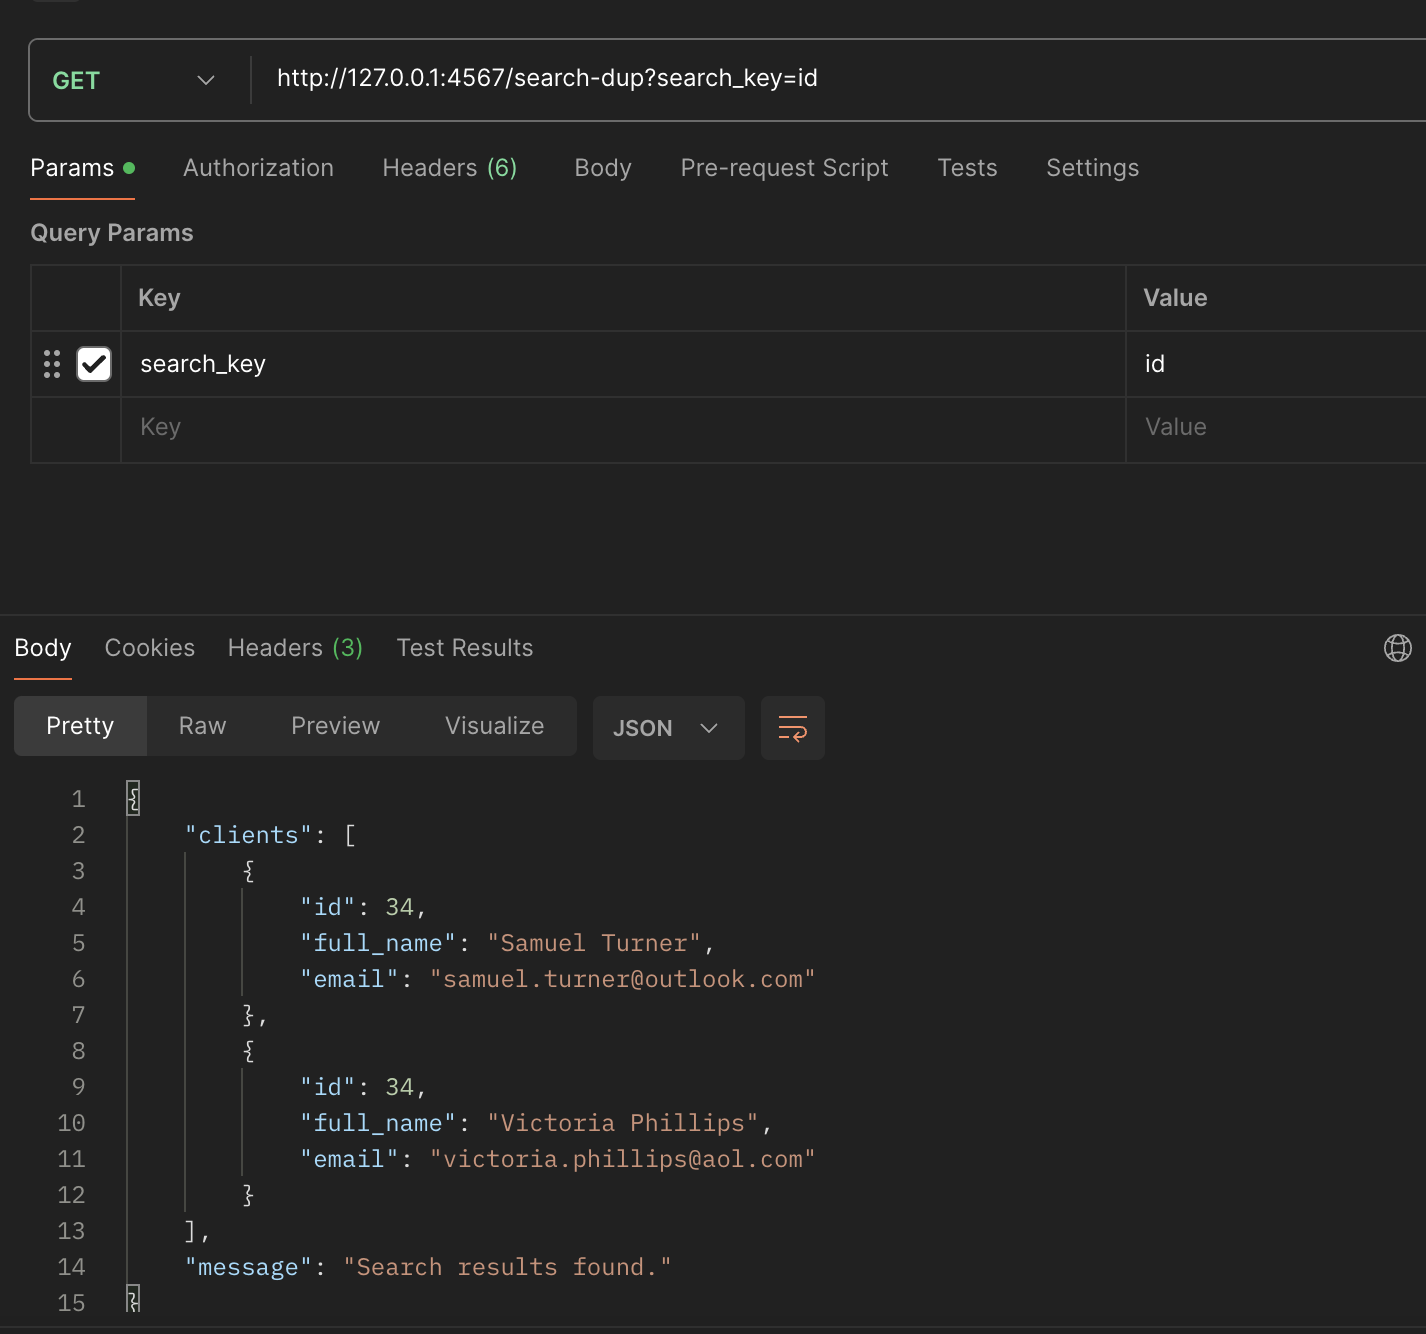 GET http://127.0.0.1:4567/search-dup?search_key=id
Params Authorization Headers (6) Body Pre-request Script Tests Settings
Query Params
Key Value
search_key id
Key Value
Body Cookies Headers (3) Test Results
Pretty Raw Preview Visualize JSON
1 {
2 "clients": [
3 {
4 "id": 34,
5 "full_name": "Samuel Turner",
6 "email": "samuel.turner@outlook.com"
7 },
8 {
9 "id": 34,
10 "full_name": "Victoria Phillips",
11 "email": "victoria.phillips@aol.com"
12 }
13 ],
14 "message": "Search results found."
15 }